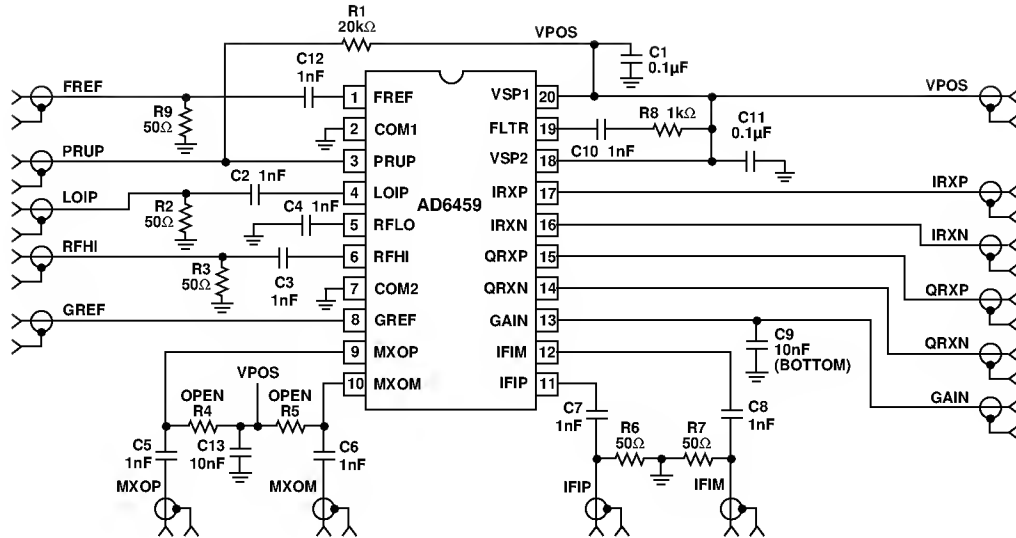 R1
20kΩ
VPOS
C12
1nF
C1
0.1µF
FREF
R9
50Ω
1
FREF
VSP1
20
VPOS
2
COM1
FLTR
19
R8 1kΩ
C10 1nF
C11
0.1µF
PRUP
3
PRUP
VSP2
18
LOIP
C2 1nF
R2
50Ω
4
LOIP
IRXP
17
IRXP
AD6459
C4 1nF
5
RFLO
IRXN
16
IRXN
RFHI
R3
50Ω
C3
1nF
6
RFHI
QRXP
15
QRXP
7
COM2
QRXN
14
QRXN
GREF
8
GREF
GAIN
13
GAIN
C9
10nF
(BOTTOM)
9
MXOP
IFIM
12
10
MXOM
IFIP
11
VPOS
OPEN
R4
OPEN
R5
C5
1nF
C13
10nF
C6
1nF
C7
1nF
R6
50Ω
R7
50Ω
C8
1nF
MXOP
MXOM
IFIP
IFIM